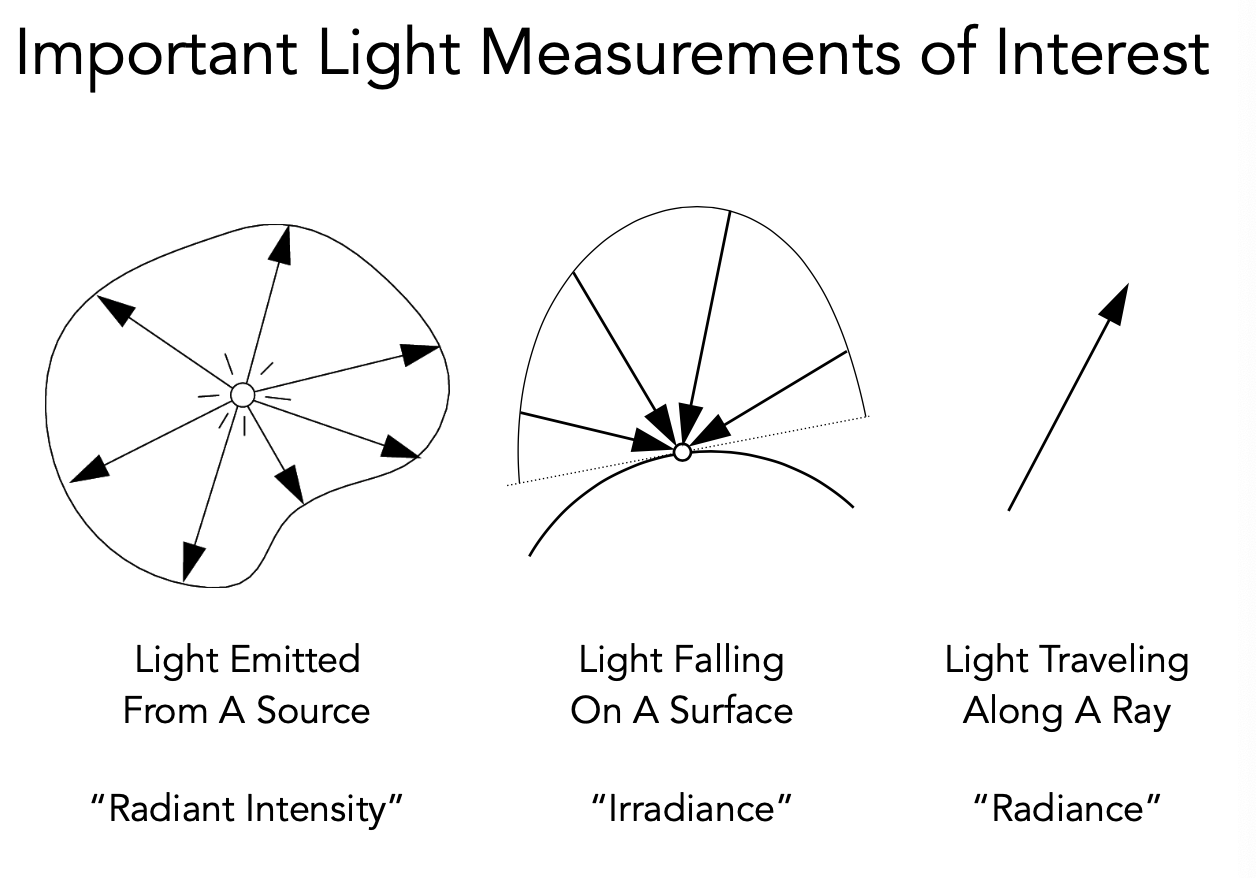 Important Light Measurements of Interest
Light Emitted
From A Source
“Radiant Intensity”
Light Falling
On A Surface
“Irradiance”
Light Traveling
Along A Ray
“Radiance”